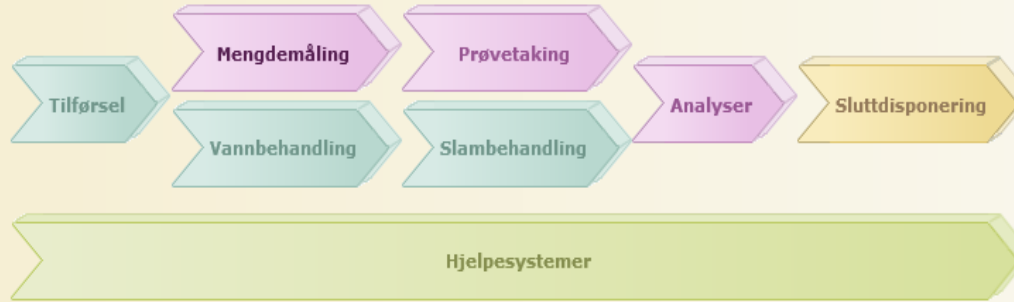 Tilførsel
Mengdemåling
Vannbehandling
Prøvetaking
Slambehandling
Analyser
Sluttdisponering
Hjelpesystemer